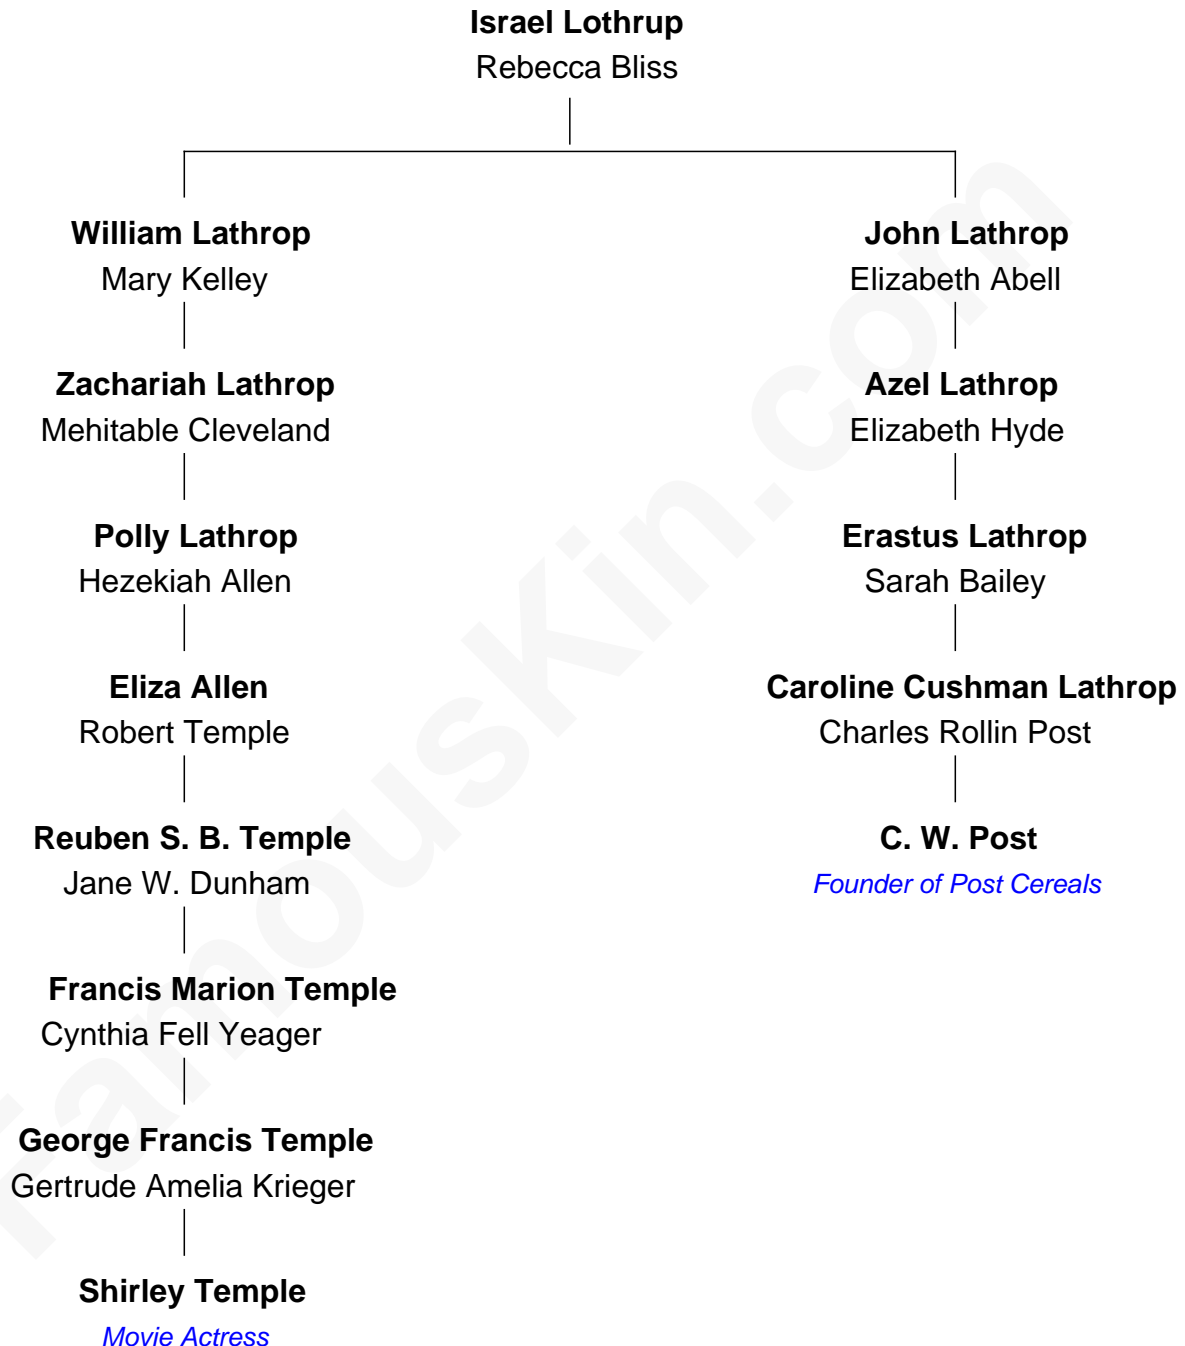 Israel Lothrup
Rebecca Bliss
William Lathrop
Mary Kelley
Zachariah Lathrop
Mehitable Cleveland
Polly Lathrop
Hezekiah Allen
Eliza Allen
Robert Temple
Reuben S. B. Temple
Jane W. Dunham
Francis Marion Temple
Cynthia Fell Yeager
George Francis Temple
Gertrude Amelia Krieger
Shirley Temple
Movie Actress
John Lathrop
Elizabeth Abell
Azel Lathrop
Elizabeth Hyde
Erastus Lathrop
Sarah Bailey
Caroline Cushman Lathrop
Charles Rollin Post
C. W. Post
Founder of Post Cereals
FamousKin.com